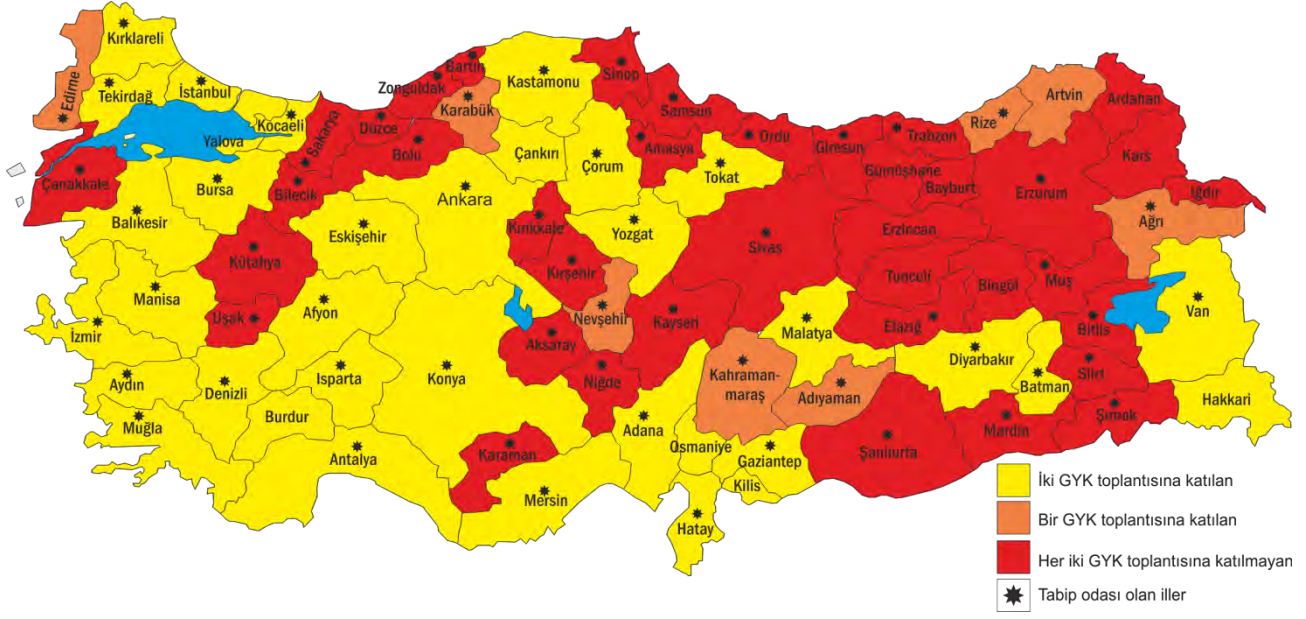 Kırklareli
Edirne
Tekirdağ
İstanbul
Kocaeli
Yalova
Sakarya
Düzce
Zonguldak
Bartın
Karabük
Kastamonu
Sinop
Samsun
Ordu
Giresun
Trabzon
Rize
Artvin
Ardahan
Kars
Iğdır
Çanakkale
Balıkesir
Bursa
Bilecik
Bolu
Çankırı
Çorum
Amasya
Tokat
Gümüşhane
Bayburt
Erzurum
Ağrı
Kütahya
Eskişehir
Ankara
Kırıkkale
Yozgat
Sivas
Erzincan
Tunceli
Bingöl
Muş
Bitlis
Van
Manisa
Uşak
Afyon
Kırşehir
Nevşehir
Kayseri
Malatya
Elazığ
Diyarbakır
Batman
Siirt
Hakkari
İzmir
Aydın
Denizli
Isparta
Konya
Aksaray
Niğde
Kahraman-
maraş
Adıyaman
Şırnak
Mardin
Muğla
Burdur
Antalya
Karaman
Mersin
Adana
Osmaniye
Gaziantep
Kilis
Şanlıurfa
Hatay
İki GYK toplantısına katılan
Bir GYK toplantısına katılan
Her iki GYK toplantısına katılmayan
Tabip odası olan iller